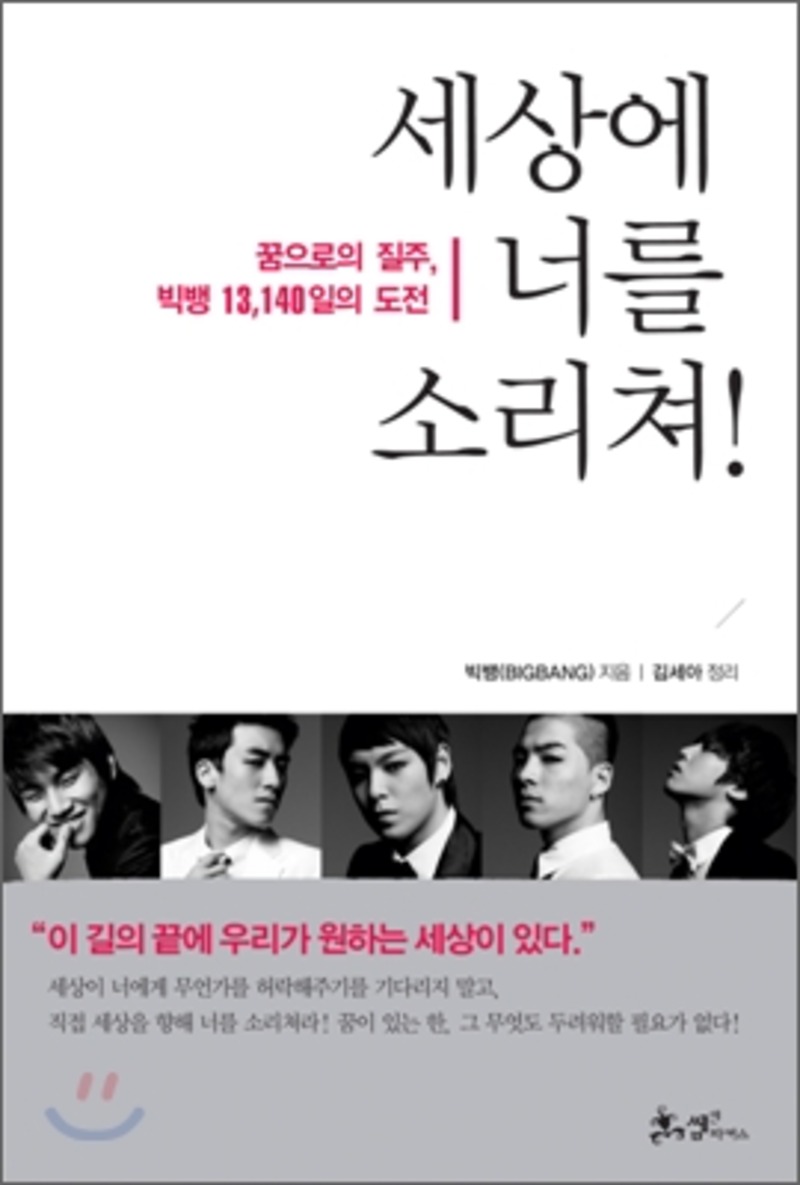 세상에
너를
소리쳐!
꿈으로의 질주,
빅뱅 13,140일의 도전
빅뱅(BIGBANG) 지음 | 김세아 정리
“이 길의 끝에 우리가 원하는 세상이 있다.”
세상이 너에게 무언가를 허락해주기를 기다리지 말고,
직접 세상을 향해 너를 소리쳐라! 꿈이 있는 한, 그 무엇도 두려워할 필요가 없다!
쌤앤파커스